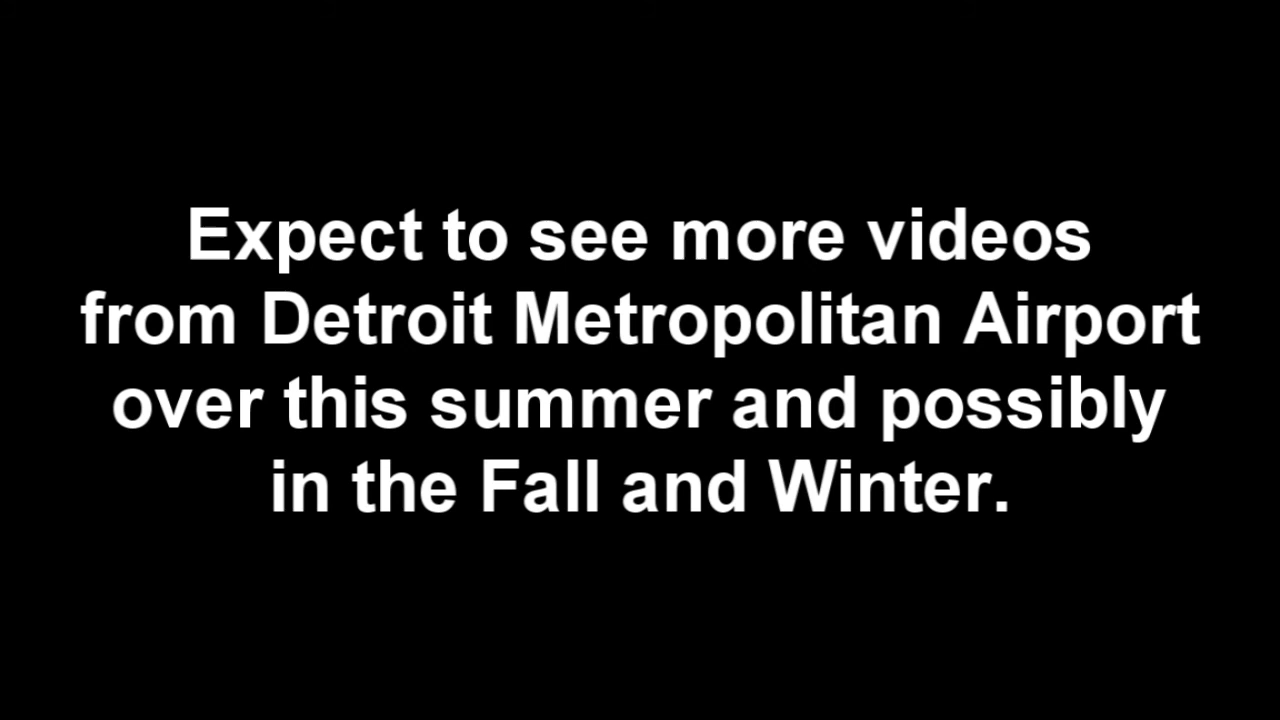 Expect to see more videos
from Detroit Metropolitan Airport
over this summer and possibly
in the Fall and Winter.